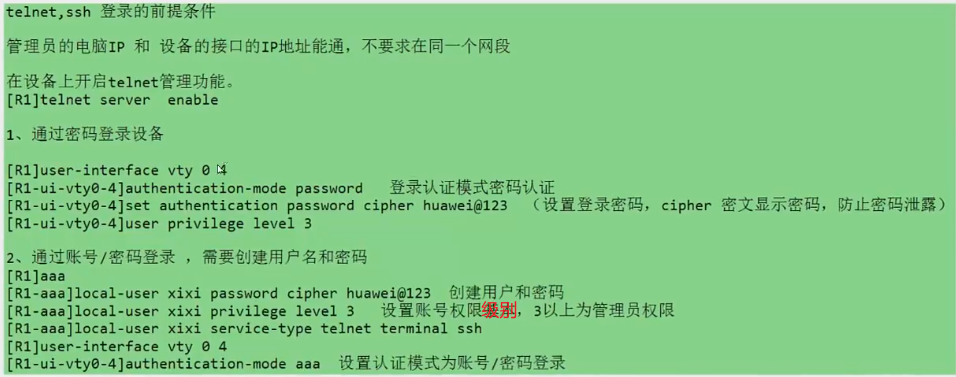 telnet,ssh 登录的前提条件
管理员的电脑IP 和 设备的接口的IP地址能通，不要求在同一个网段
在设备上开启telnet管理功能。
[R1]telnet server  enable
1、通过密码登录设备
[R1]user-interface vty 0 4
[R1-ui-vty0-4]authentication-mode password   登录认证模式密码认证
[R1-ui-vty0-4]set authentication password cipher huawei@123  （设置登录密码，cipher 密文显示密码，防止密码泄露）
[R1-ui-vty0-4]user privilege level 3
2、通过账号/密码登录 ，需要创建用户名和密码
[R1]aaa
[R1-aaa]local-user xixi password cipher huawei@123  创建用户和密码
[R1-aaa]local-user xixi privilege level 3   设置账号权限级别，3以上为管理员权限
[R1-aaa]local-user xixi service-type telnet terminal ssh
[R1]user-interface vty 0 4
[R1-ui-vty0-4]authentication-mode aaa  设置认证模式为账号/密码登录